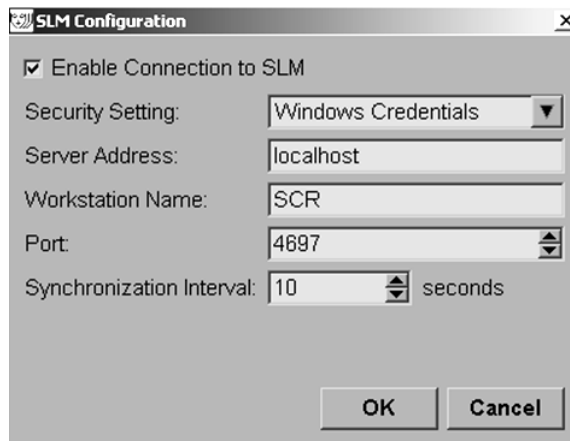 SLM Configuration
Enable Connection to SLM
Security Setting: Windows Credentials
Server Address: localhost
Workstation Name: SCR
Port: 4697
Synchronization Interval: 10 seconds
OK Cancel